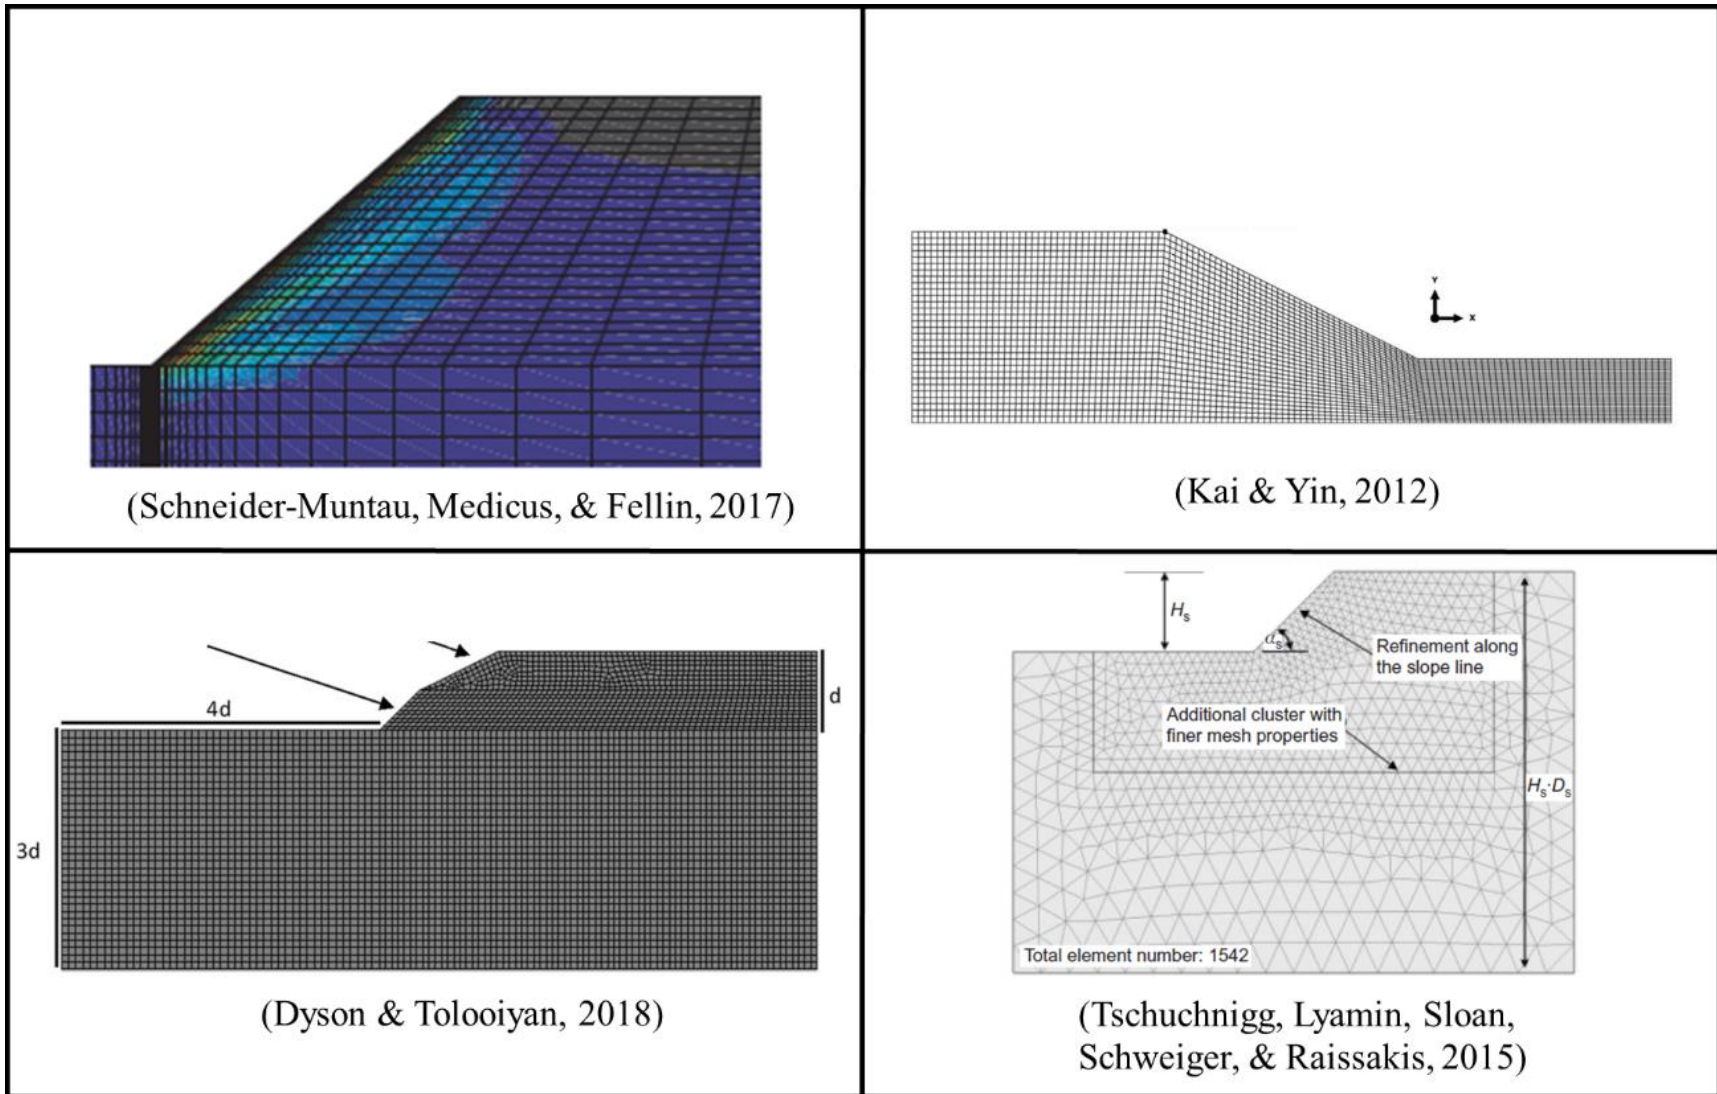 (Schneider-Muntau, Medicus, & Fellin, 2017)
Y
X
(Kai & Yin, 2012)
4d
d
3d
(Dyson & Tolooiyan, 2018)
Hs
αs
Refinement along
the slope line
Additional cluster with
finer mesh properties
Hs·Ds
Total element number: 1542
(Tschuchnigg, Lyamin, Sloan,
Schweiger, & Raissakis, 2015)